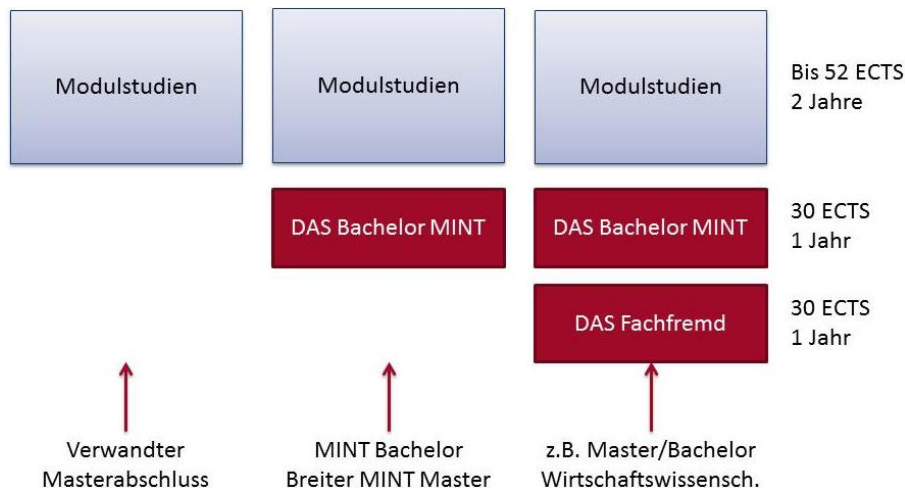 Modulstudien
Modulstudien
Modulstudien
Bis 52 ECTS
2 Jahre
DAS Bachelor MINT
DAS Bachelor MINT
30 ECTS
1 Jahr
DAS Fachfremd
30 ECTS
1 Jahr
Verwandter
Masterabschluss
MINT Bachelor
Breiter MINT Master
z.B. Master/Bachelor
Wirtschaftswissensch.